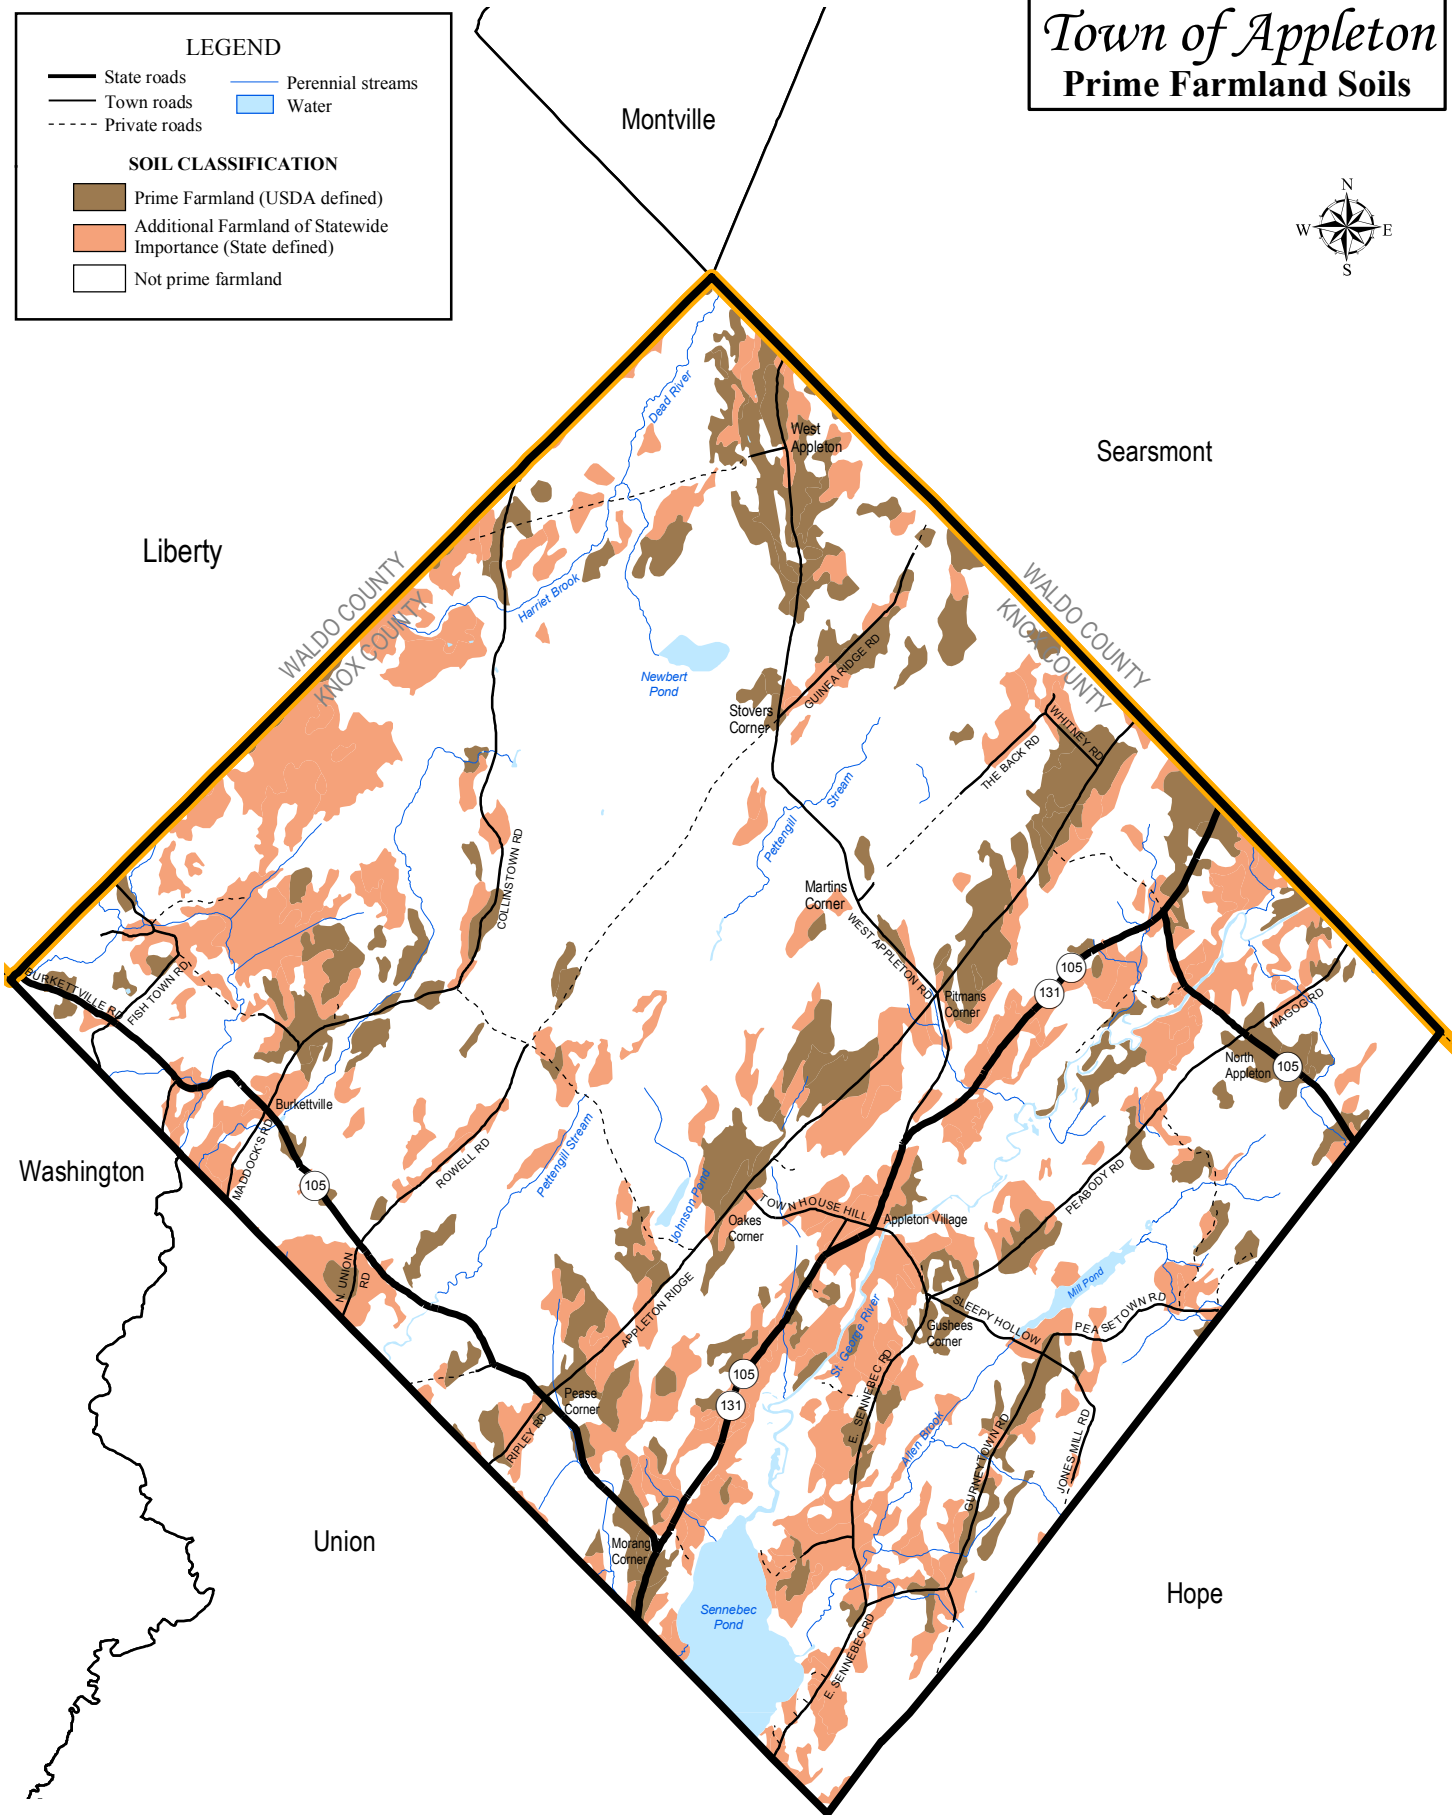 Town of Appleton
Prime Farmland Soils
LEGEND
State roads
Town roads
Private roads
Perennial streams
Water
SOIL CLASSIFICATION
Prime Farmland (USDA defined)
Additional Farmland of Statewide
Importance (State defined)
Not prime farmland
N
W
E
S
Montville
Searsmont
Liberty
Washington
Union
Hope
WALDO COUNTY
KNOX COUNTY
WALDO COUNTY
KNOX COUNTY
Dead River
West
Appleton
Harriet Brook
Newbert
Pond
Stovers
Corner
GUINEA RIDGE RD
WHITNEY RD
THE BACK RD
Pettengill
Stream
COLLINSTOWN RD
Martins
Corner
WEST APPLETON RD
BURKETTVILLE RD
FISH TOWN RD
Pitmans
Corner
105
131
MAGOG RD
North
Appleton
105
Burkettville
MADDOCK'S RD
105
ROWELL RD
Pettengill Stream
Johnson Pond
Oakes
Corner
TOWN HOUSE HILL
Appleton Village
PEABODY RD
N. UNION
RD
APPLETON RIDGE
St. George River
Mill Pond
SLEEPY HOLLOW
Gushees
Corner
PEASETOWN RD
105
131
Pease
Corner
RIPLEY RD
E. SENNEBEC RD
Allen Brook
GURNEYTOWN RD
JONES MILL RD
Morang
Corner
Sennebec
Pond
E. SENNEBEC RD